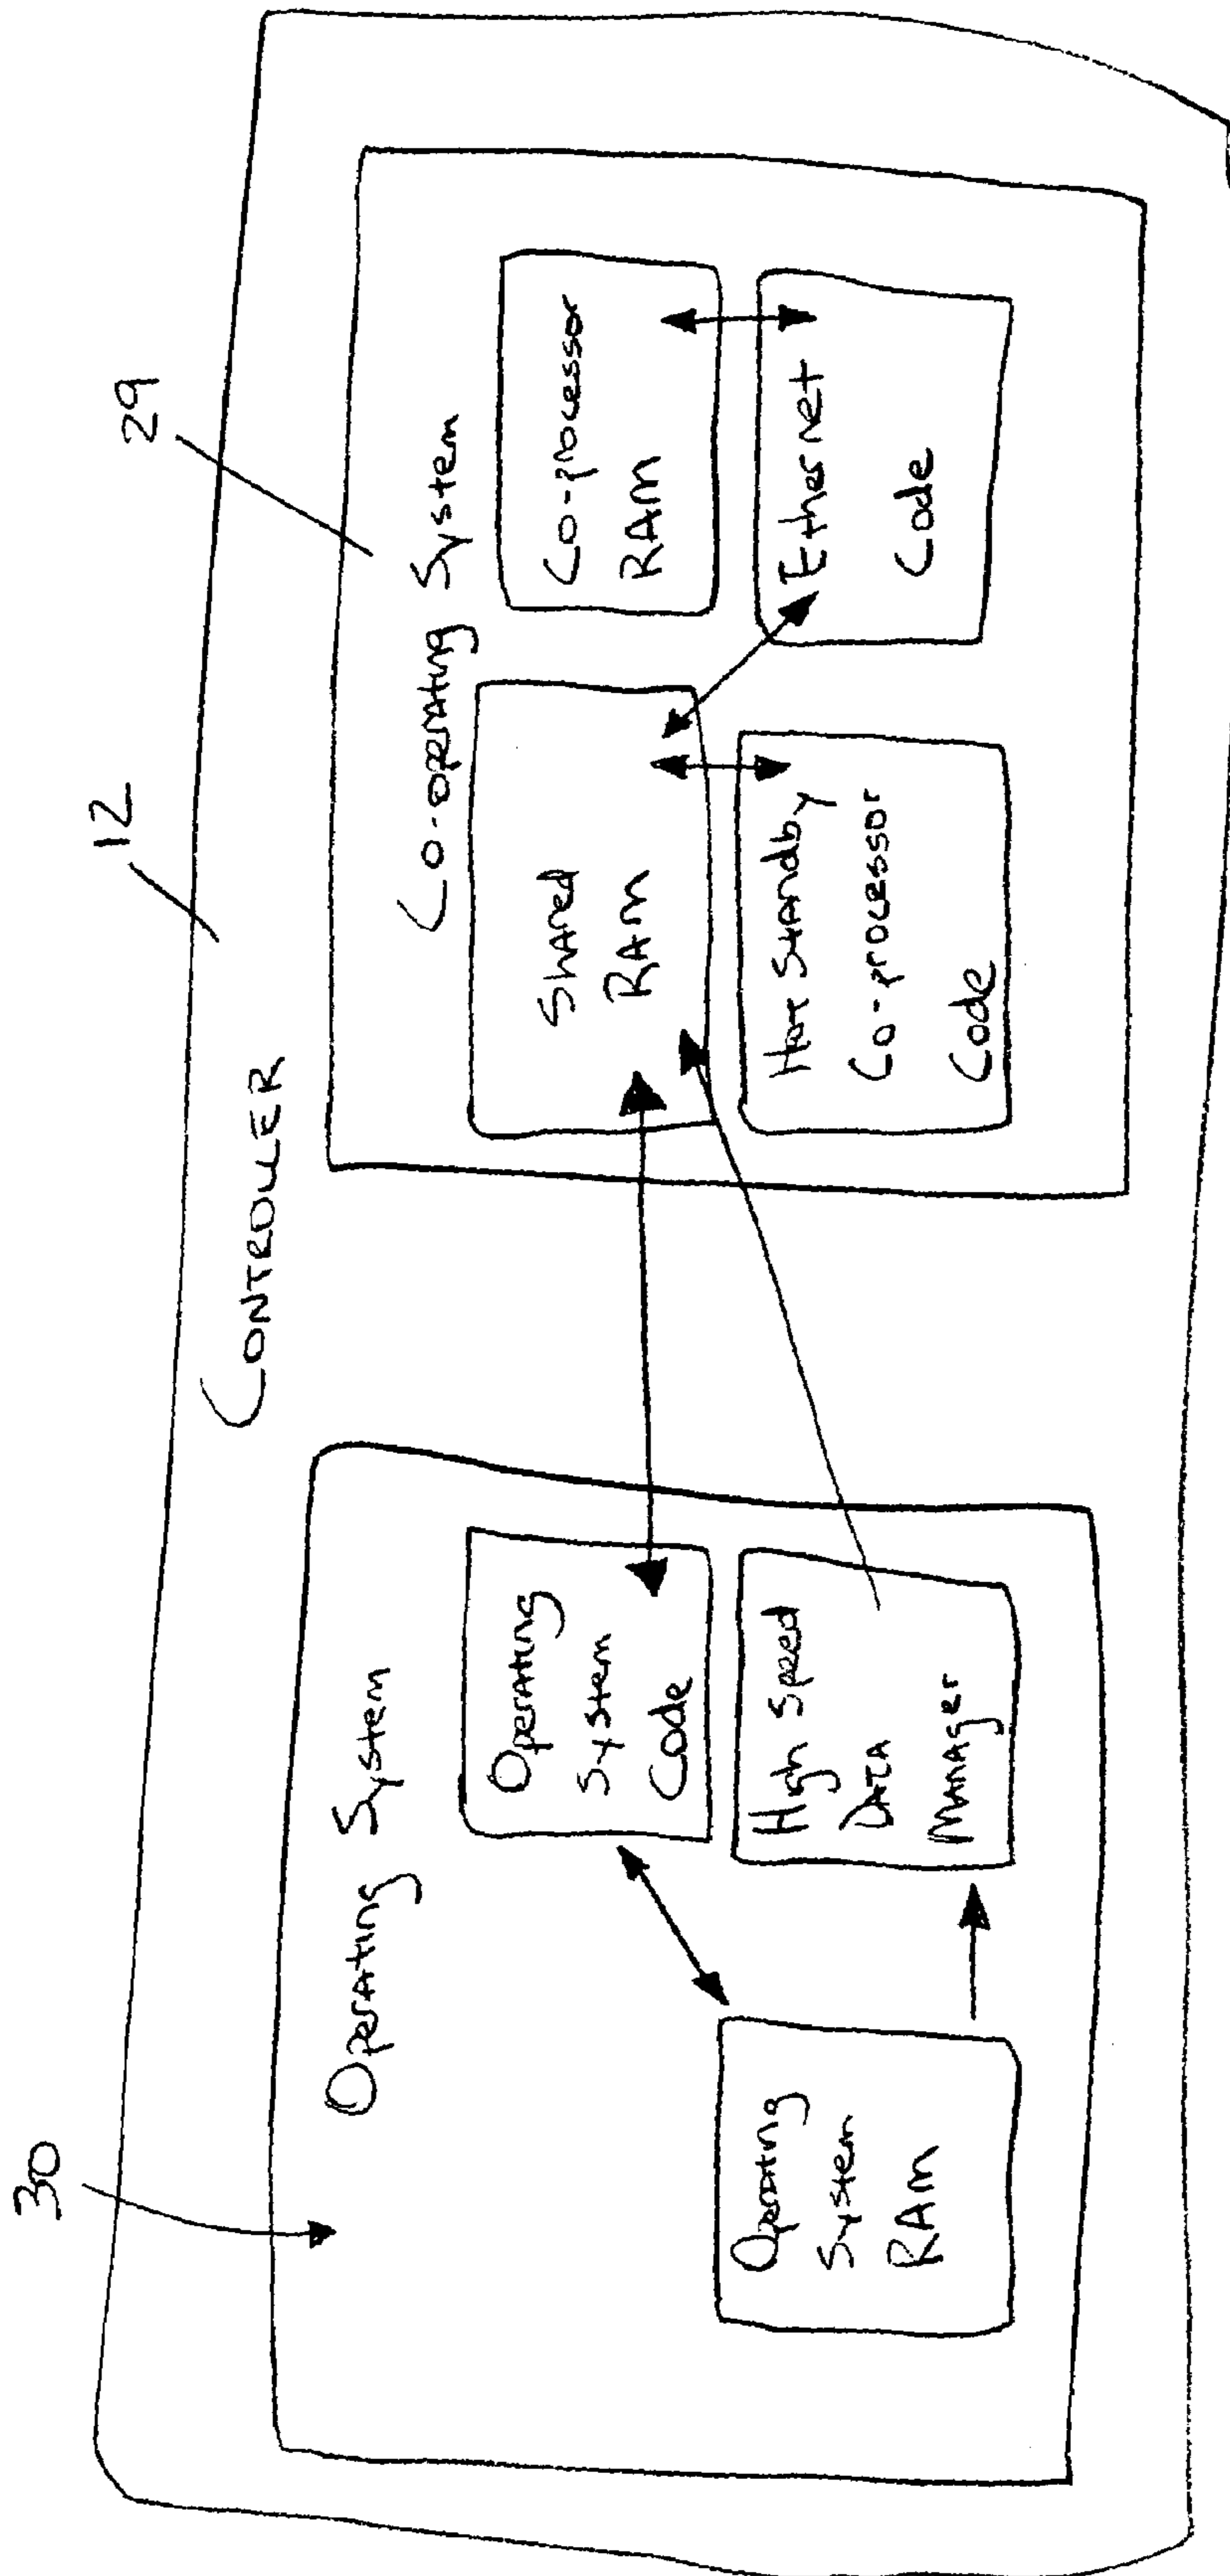 30
12
29
CONTROLLER
Operating System
Operating
System
Code
High Speed
DATA
MANAGER
Operating
System
RAM
Co-operating System
Shared
RAM
Co-processor
RAM
Hot Standby
Co-processor
Code
Ethernet
Code